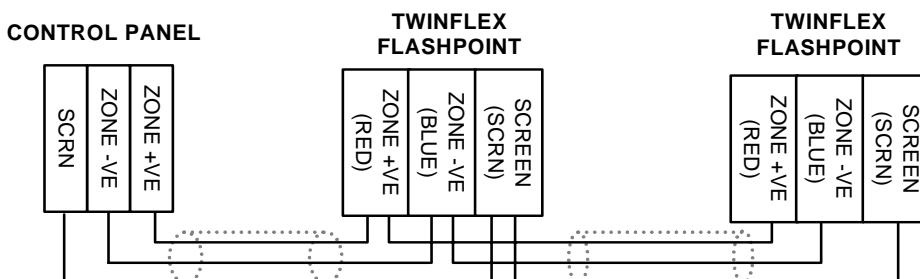 CONTROL PANEL
TWINFLEX
FLASHPOINT
TWINFLEX
FLASHPOINT
SCRN
ZONE -VE
ZONE +VE
ZONE +VE
(RED)
ZONE -VE
(BLUE)
SCREEN
(SCRN)
ZONE +VE
(RED)
ZONE -VE
(BLUE)
SCREEN
(SCRN)